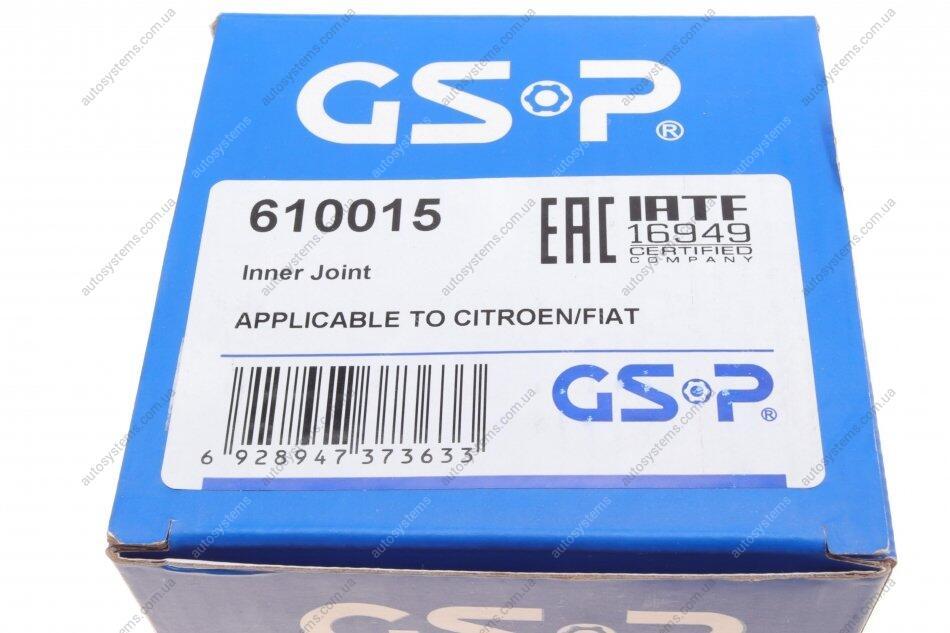 GSP®
610015
EAC
IATF
16949
CERTIFIED
COMPANY
Inner Joint
APPLICABLE TO CITROEN/FIAT
GSP®
6 928947 373633
GSP
autosystems.com.ua